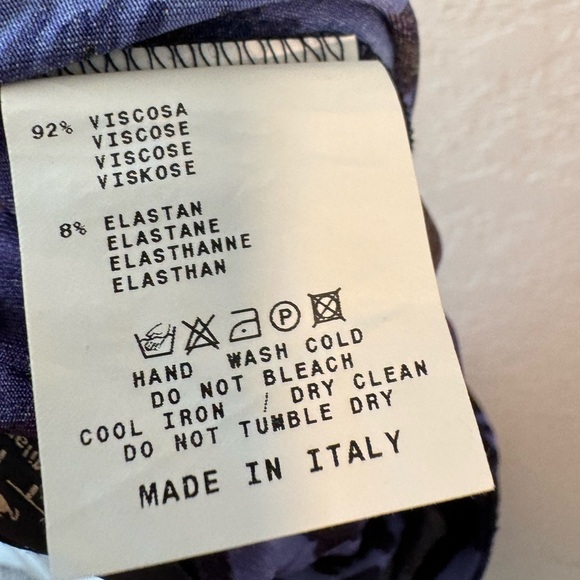 92% VISCOSA
VISCOSE
VISCOSE
VISKOSE
8% ELASTAN
ELASTANE
ELASTHANNE
ELASTHAN
P
HAND WASH COLD
DO NOT BLEACH
COOL IRON / DRY CLEAN
DO NOT TUMBLE DRY
MADE IN ITALY